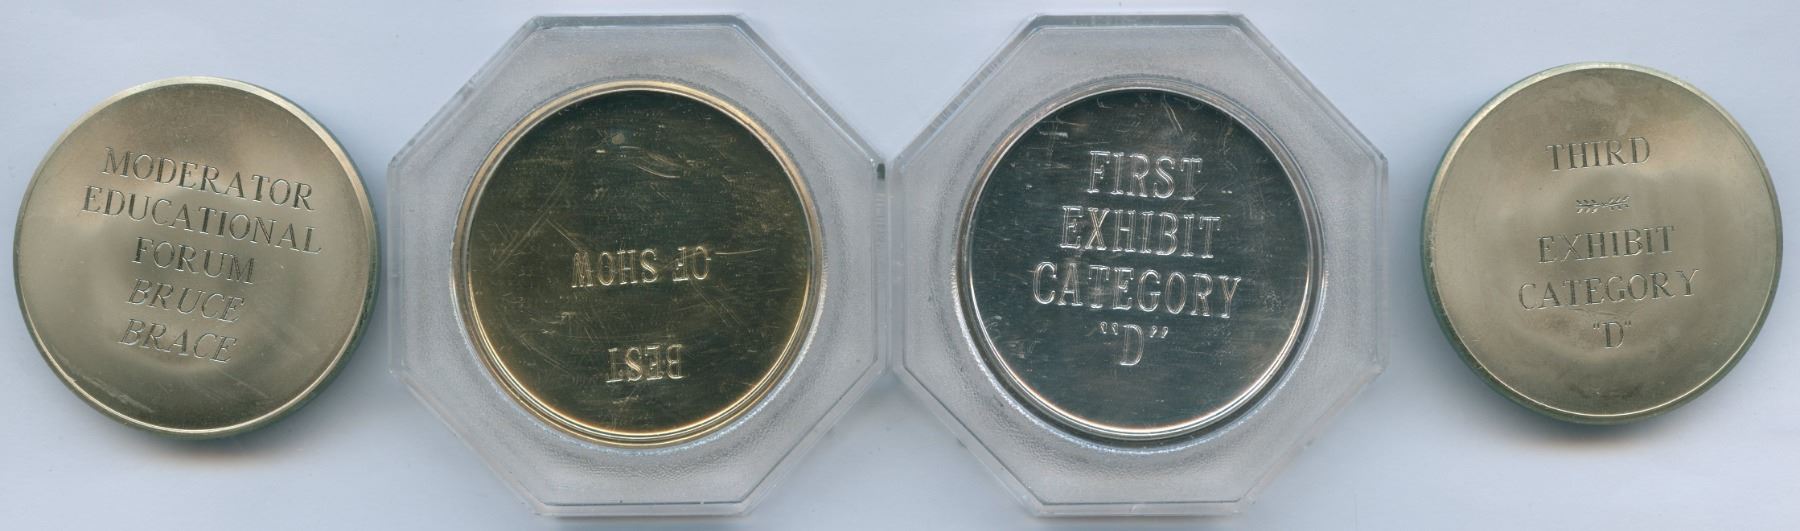 MODERATOR
EDUCATIONAL
FORUM
BRUCE
BRACE
BEST
OF SHOW
FIRST
EXHIBIT
CATEGORY
"D"
THIRD
EXHIBIT
CATEGORY
"D"